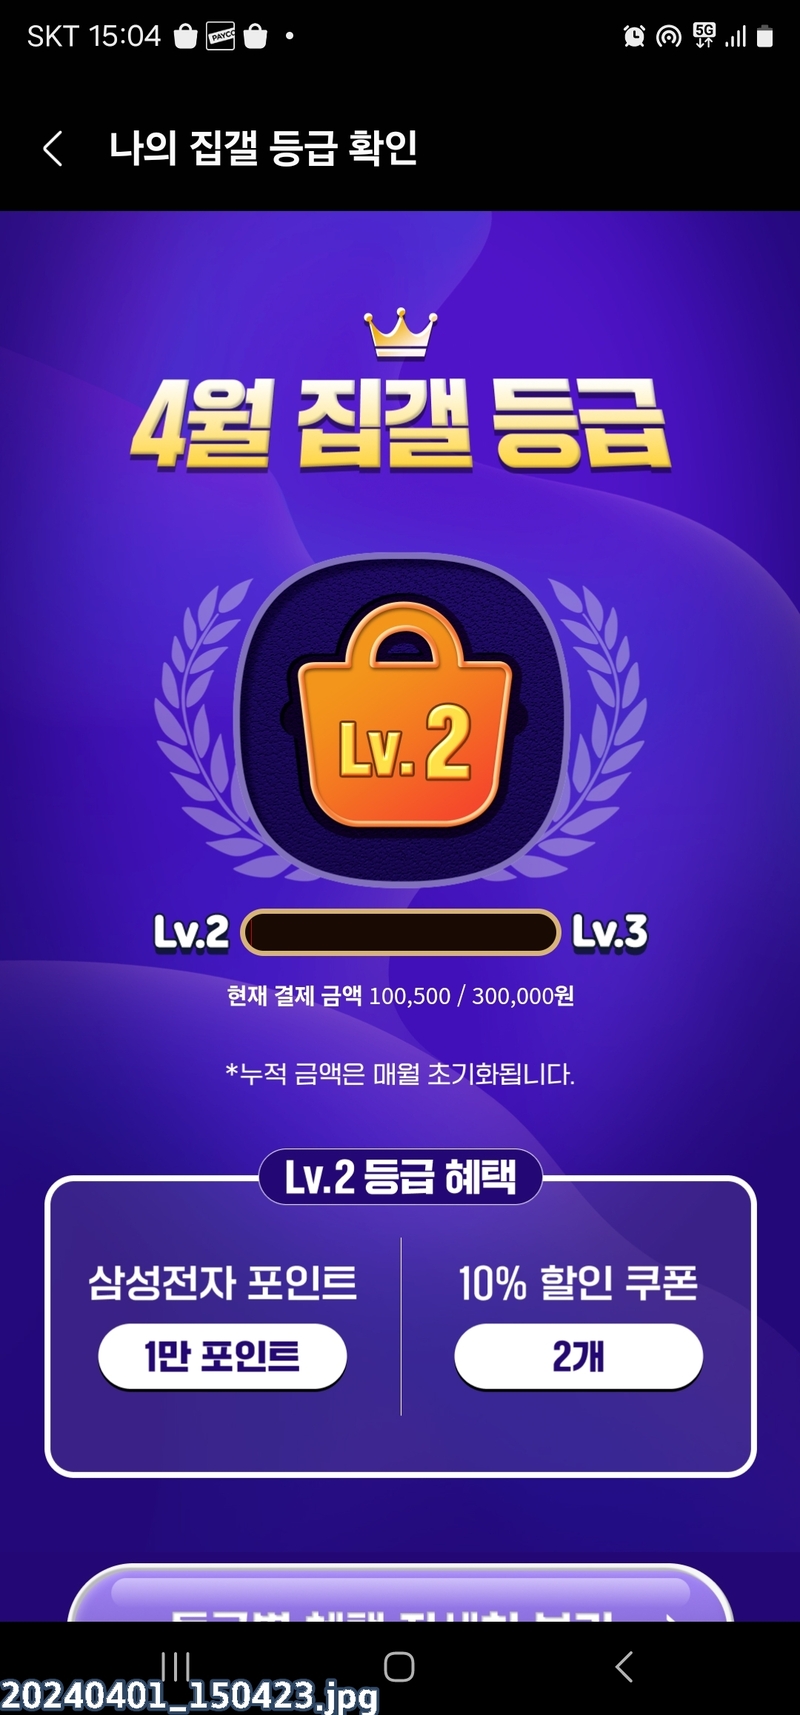 SKT 15:04
PAYCO
5G
나의 집갤 등급 확인
4월 집갤 등급
Lv.2
Lv.2 Lv.3
현재 결제 금액 100,500 / 300,000원
*누적 금액은 매월 초기화됩니다.
Lv.2 등급 혜택
삼성전자 포인트
1만 포인트
10% 할인 쿠폰
2개
20240401_150423.jpg